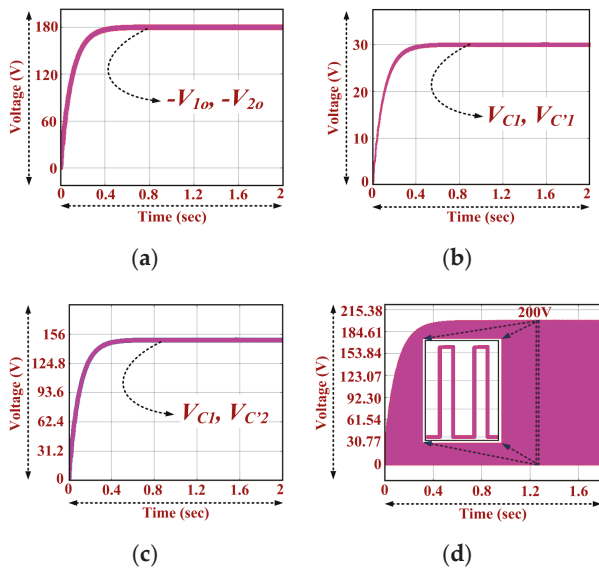 180
120
60
0
Voltage (V)
-V1o, -V2o
0 0.4 0.8 1.2 1.6 2
Time (sec)
(a)
30
20
10
0
Voltage (V)
VC1, VC'1
0 0.4 0.8 1.2 1.6 2
Time (sec)
(b)
156
124.8
93.6
62.4
31.2
0
Voltage (V)
VC1, VC'2
0 0.4 0.8 1.2 1.6 2
Time (sec)
(c)
215.38
184.61
153.84
123.07
92.30
61.54
30.77
0
Voltage (V)
200V
0.4 0.8 1.2 1.6
Time (sec)
(d)